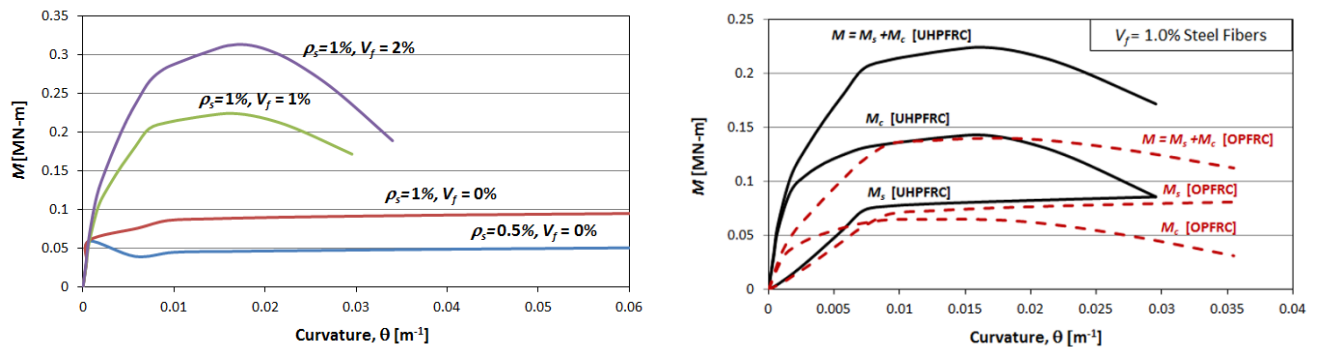 0.35
0.3
0.25
0.2
0.15
0.1
0.05
0
M [MN-m]
ρs=1%, Vf = 2%
ρs=1%, Vf = 1%
ρs=1%, Vf = 0%
ρs=0.5%, Vf = 0%
0 0.01 0.02 0.03 0.04 0.05 0.06
Curvature, θ [m-1]
0.25
0.2
0.15
0.1
0.05
0
M [MN-m]
Vf = 1.0% Steel Fibers
M = Ms +Mc [UHPFRC]
Mc [UHPFRC]
M = Ms +Mc [OPFRC]
Ms [UHPFRC]
Ms [OPFRC]
Mc [OPFRC]
0 0.005 0.01 0.015 0.02 0.025 0.03 0.035 0.04
Curvature, θ [m-1]